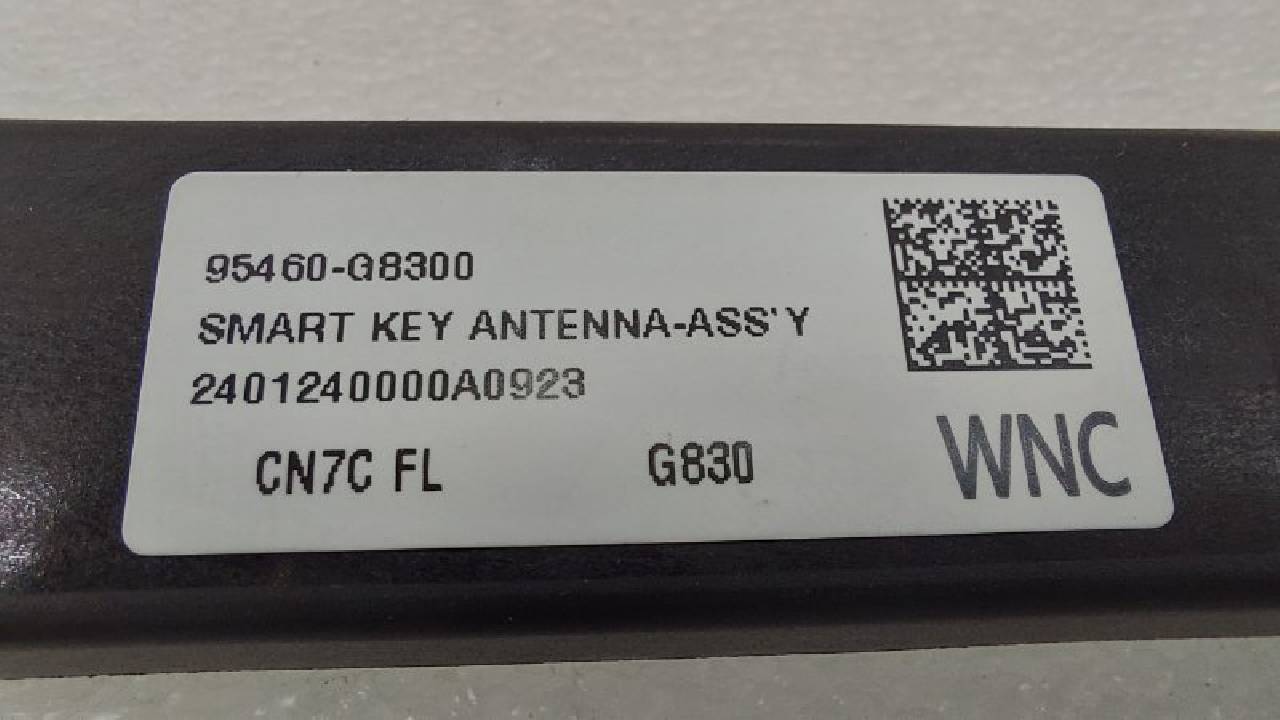 95460-G8300
SMART KEY ANTENNA-ASS'Y
2401240000A0923
CN7C FL G830
WNC